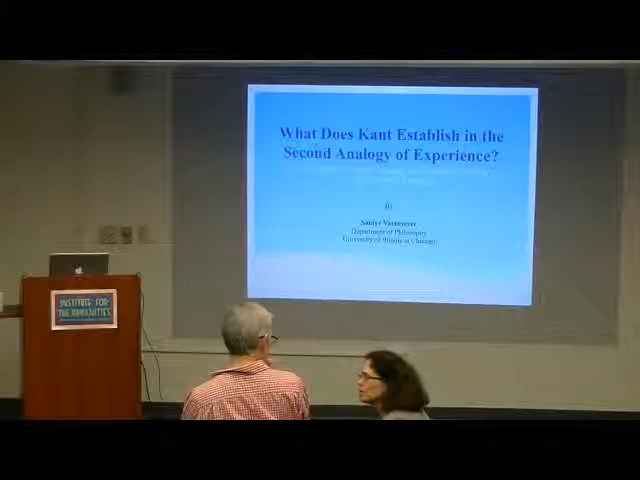 What Does Kant Establish in the
Second Analogy of Experience?
By
Department of Philosophy
University of Illinois at Chicago
INSTITUTE FOR
THE HUMANITIES